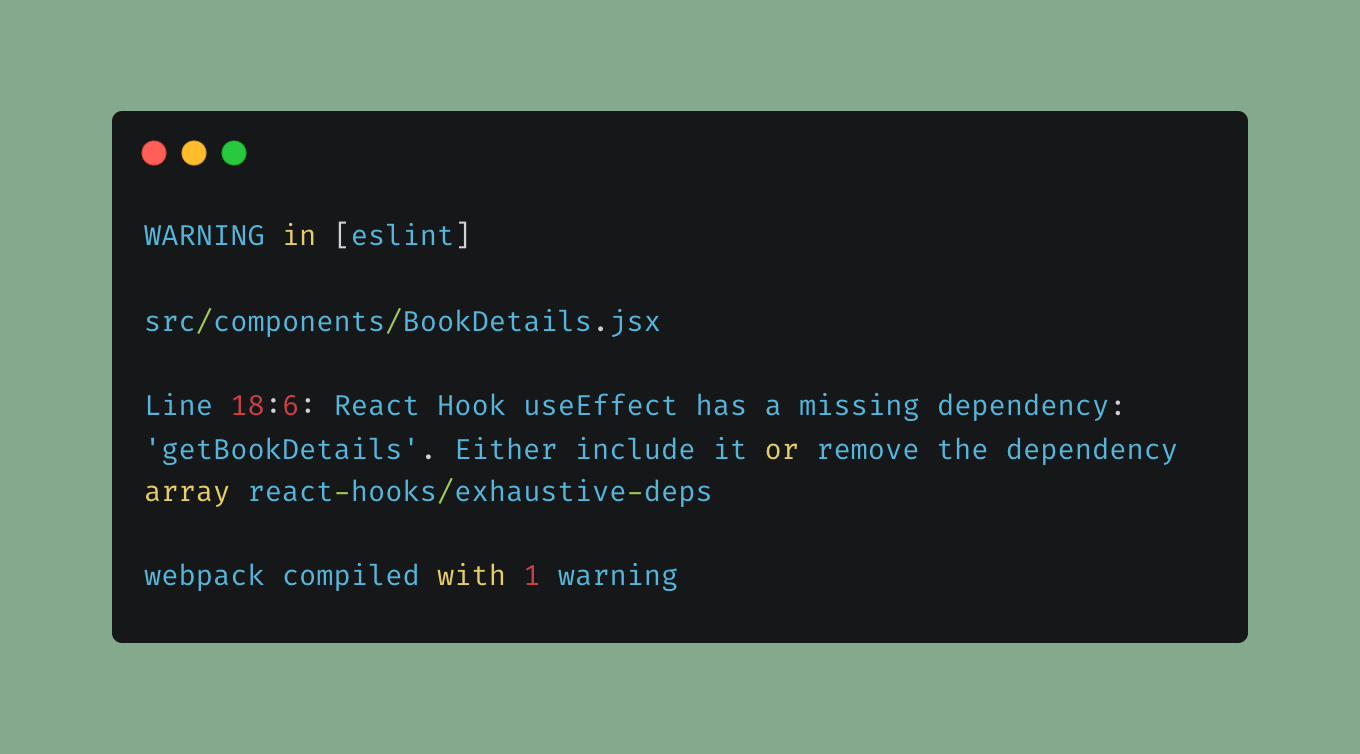 WARNING in [eslint]
src/components/BookDetails.jsx
Line 18:6: React Hook useEffect has a missing dependency:
'getBookDetails'. Either include it or remove the dependency
array react-hooks/exhaustive-deps
webpack compiled with 1 warning